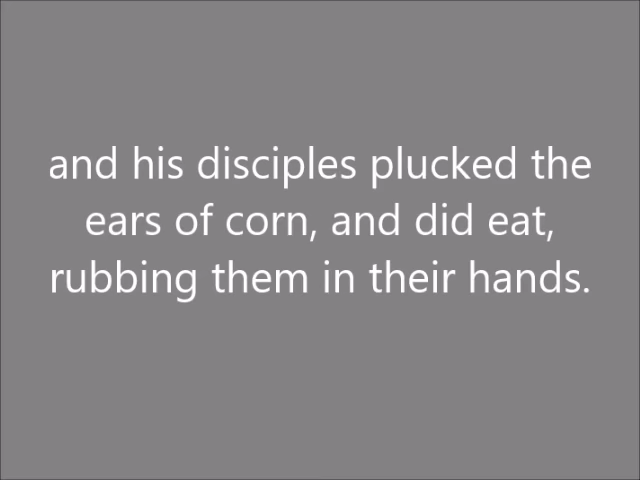 and his disciples plucked the
ears of corn, and did eat,
rubbing them in their hands.